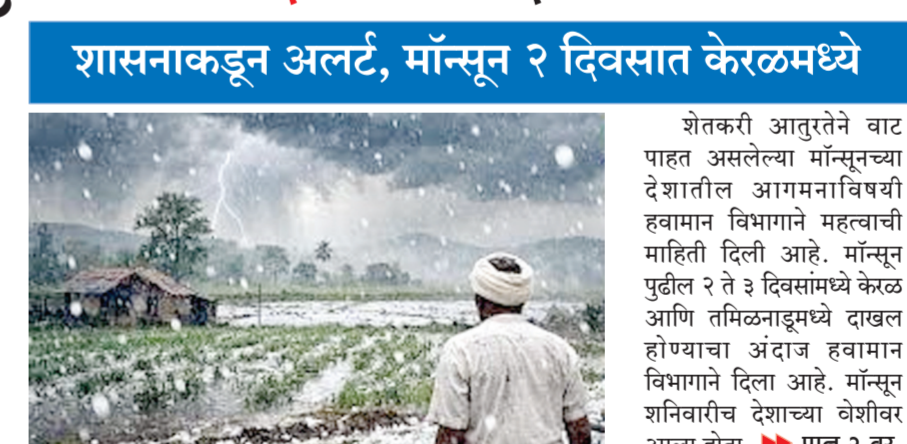 शासनाकडून अलर्ट, मॉन्सून २ दिवसात केरळमध्ये
शेतकरी आतुरतेने वाट
पाहत असलेल्या मॉन्सूनच्या
देशातील आगमनाविषयी
हवामान विभागाने महत्वाची
माहिती दिली आहे. मॉन्सून
पुढील २ ते ३ दिवसांमध्ये केरळ
आणि तमिळनाडूमध्ये दाखल
होण्याचा अंदाज हवामान
विभागाने दिला आहे. मॉन्सून
शनिवारीच देशाच्या वेशीवर